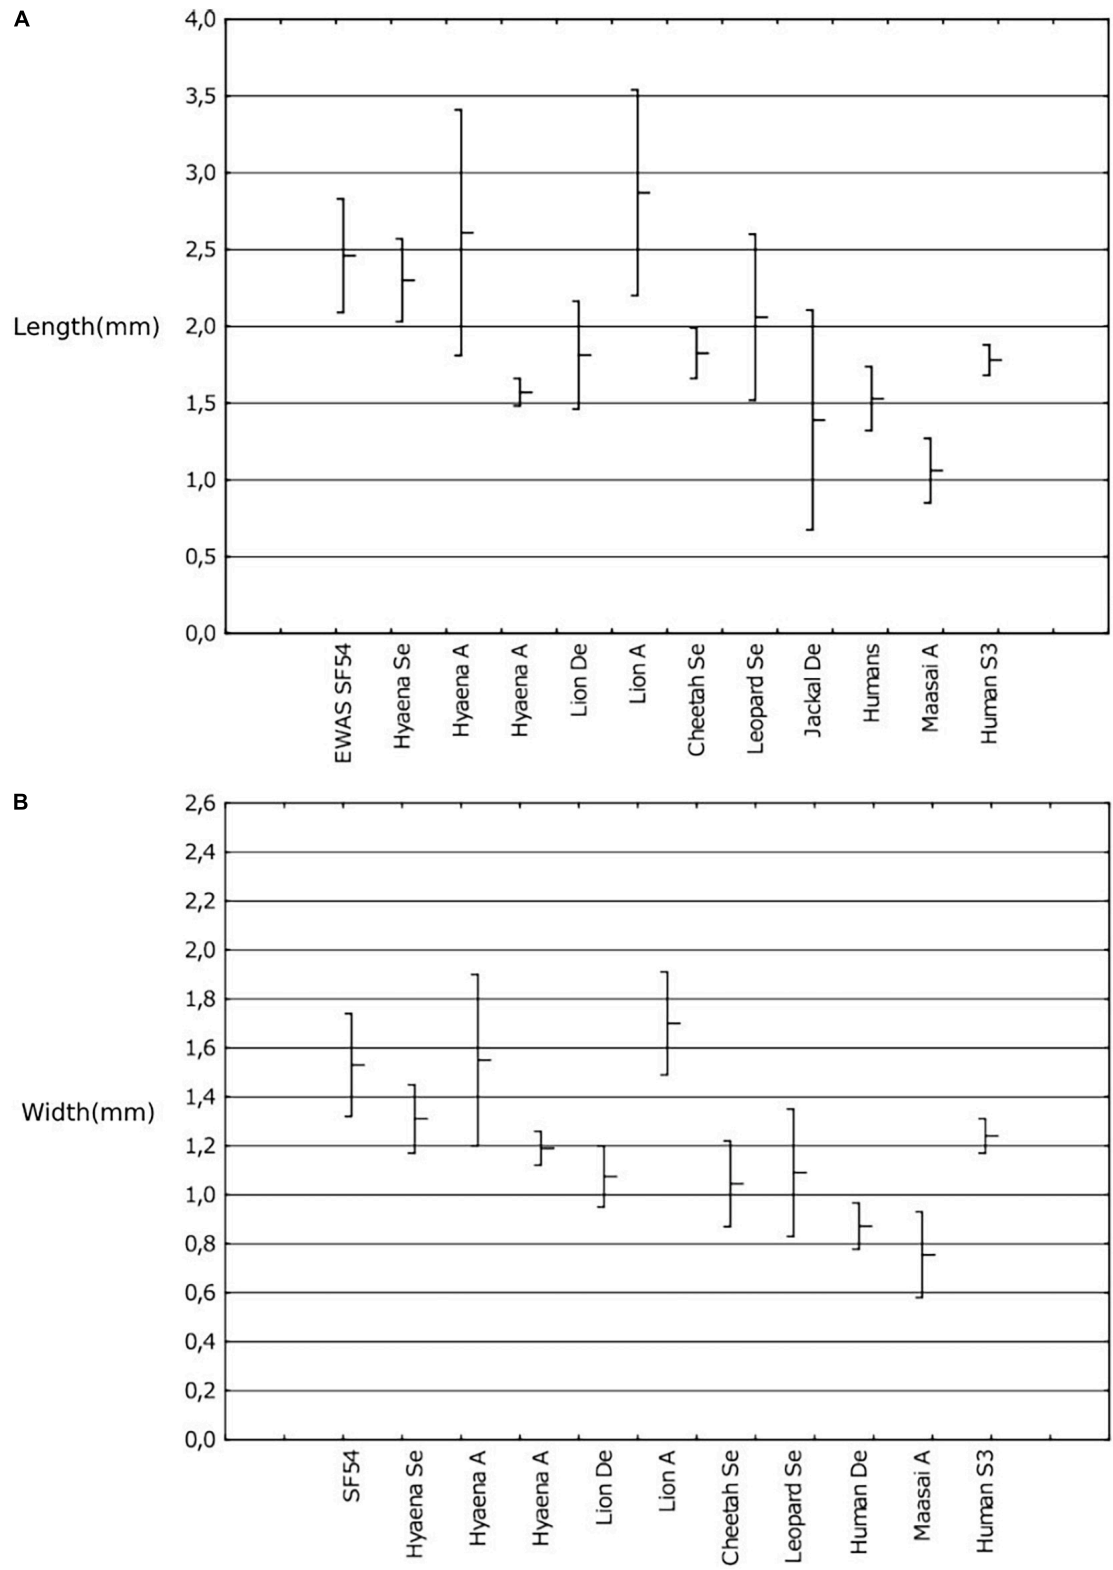 A
4,0
3,5
3,0
2,5
Length(mm)
2,0
1,5
1,0
0,5
0,0
EWAS SF54
Hyaena Se
Hyaena A
Hyaena A
Lion De
Lion A
Cheetah Se
Leopard Se
Jackal De
Humans
Maasai A
Human S3
B
2,6
2,4
2,2
2,0
1,8
1,6
1,4
Width(mm)
1,2
1,0
0,8
0,6
0,4
0,2
0,0
SF54
Hyaena Se
Hyaena A
Hyaena A
Lion De
Lion A
Cheetah Se
Leopard Se
Human De
Maasai A
Human S3